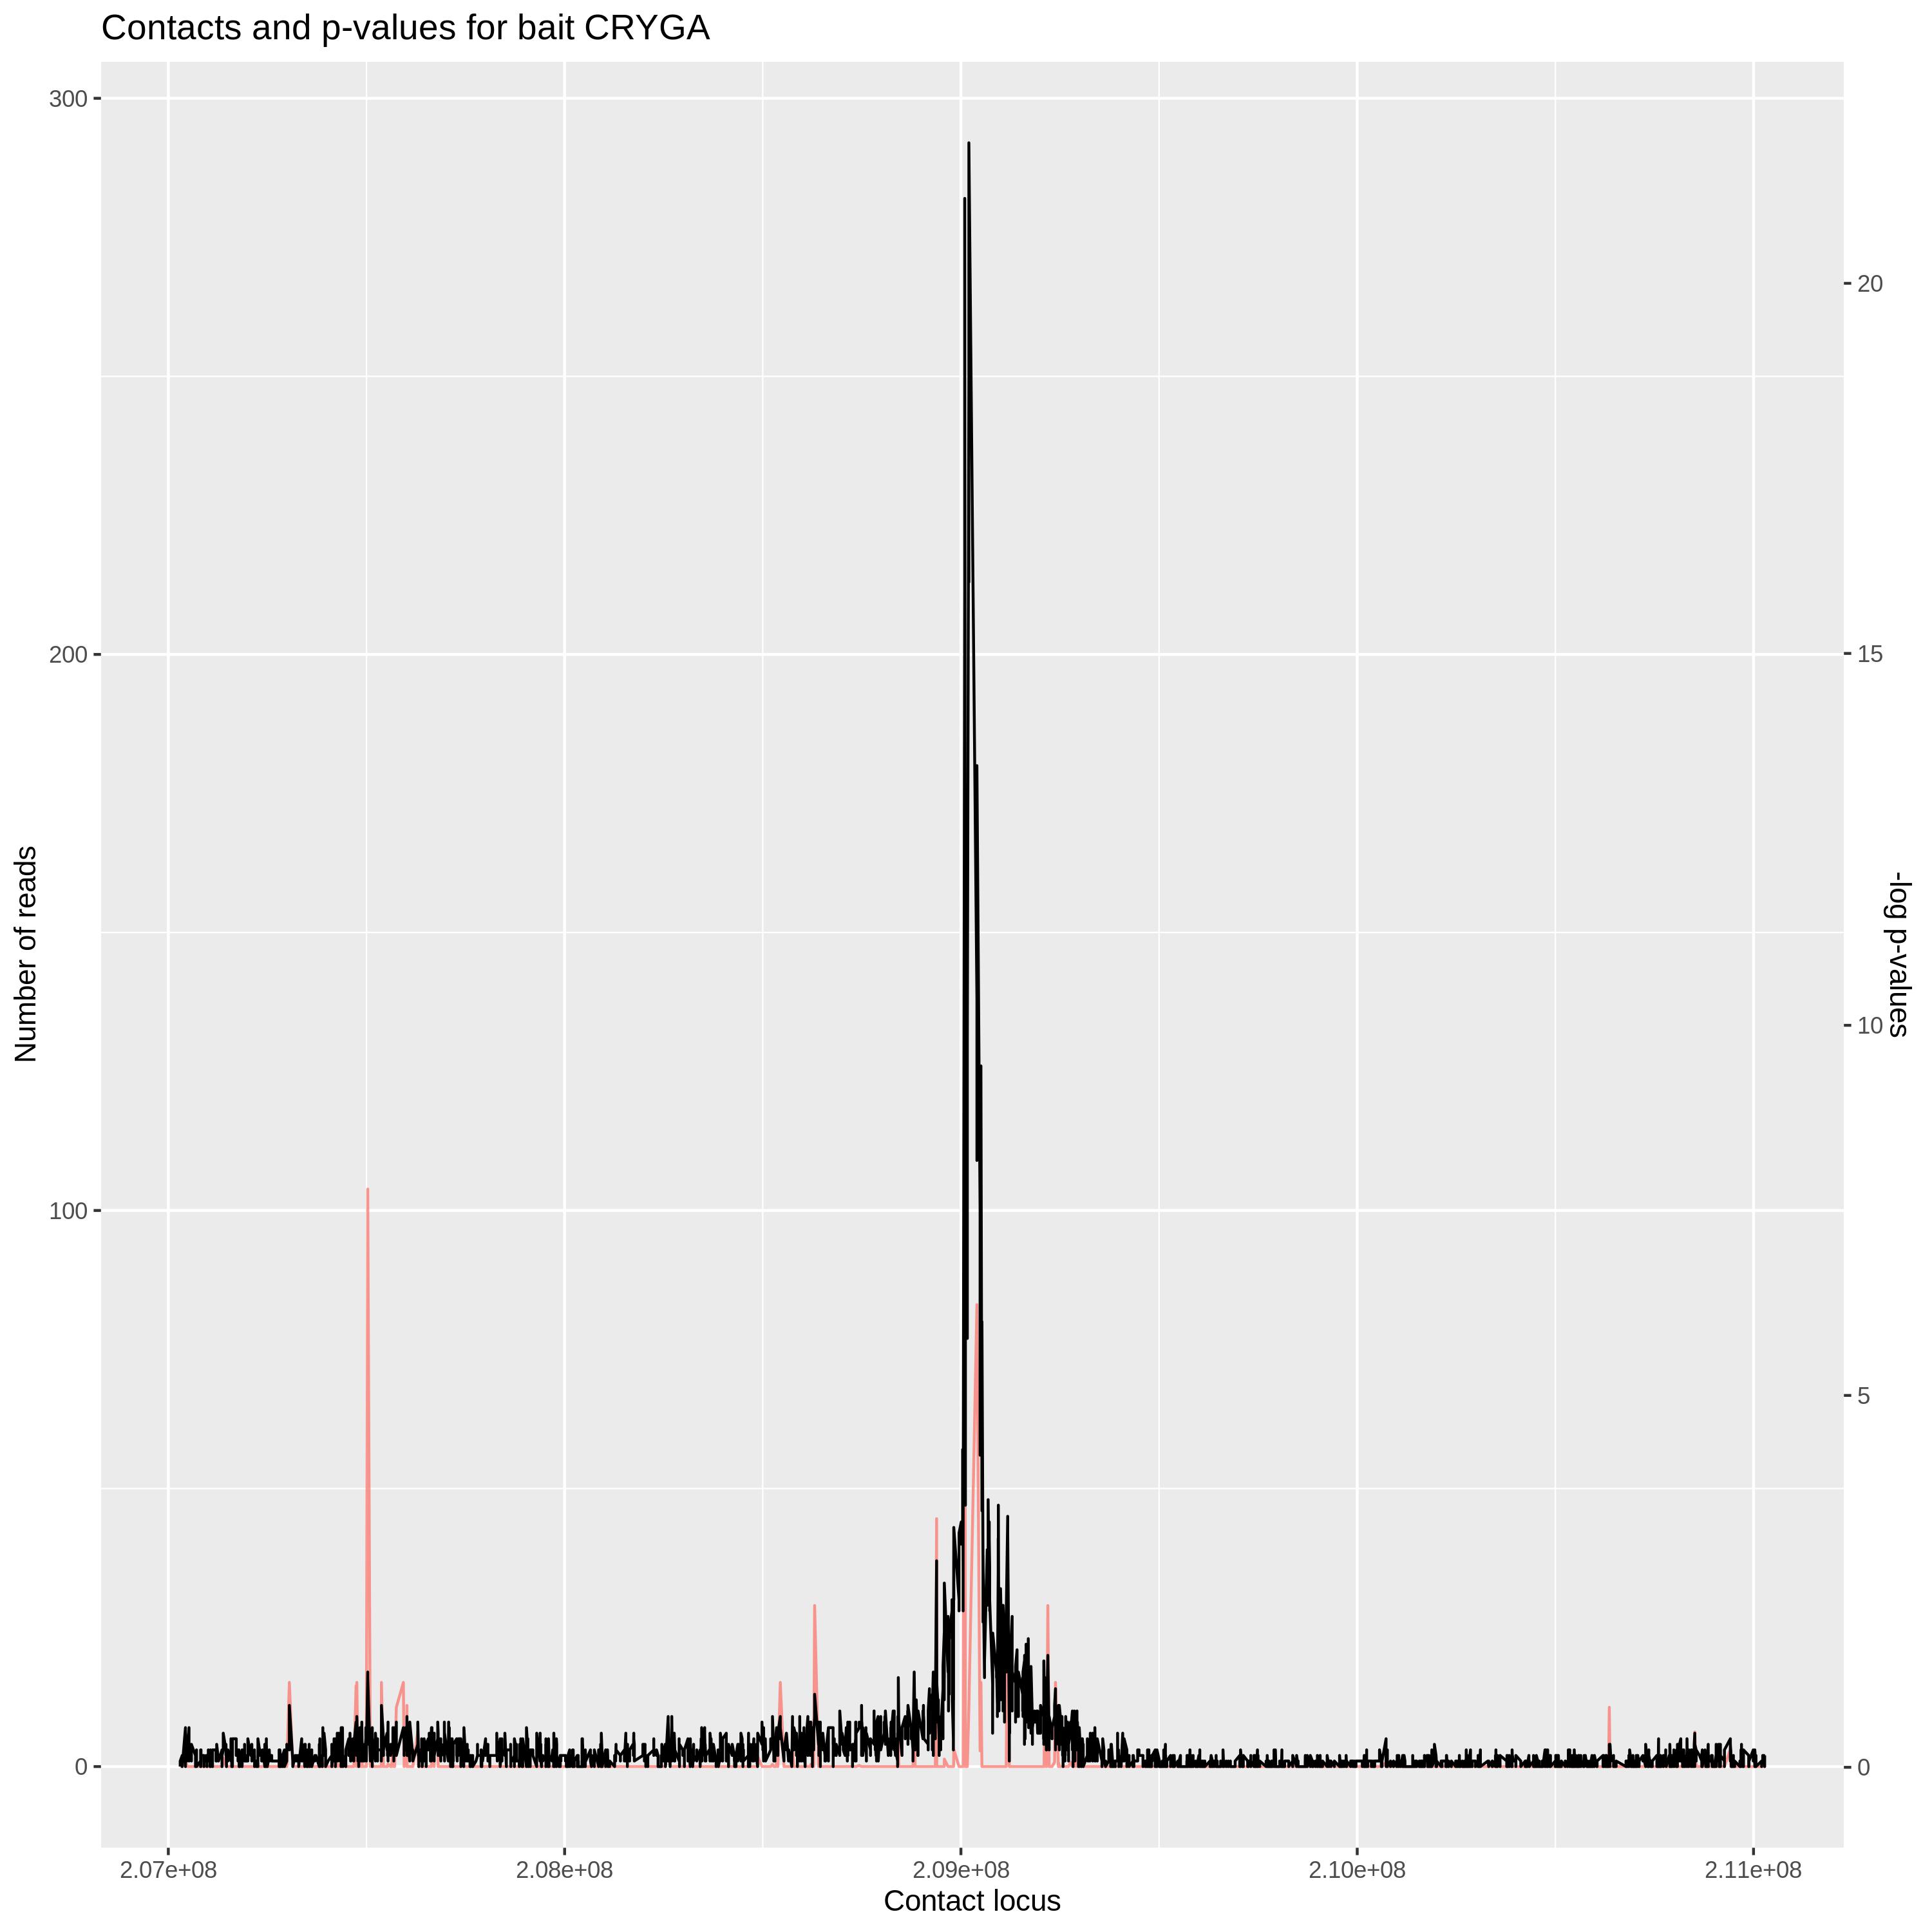 Contacts and p-values for bait CRYGA
300
200
100
0
Number of reads
20
15
10
5
0
-log p-values
2.07e+08
2.08e+08
2.09e+08
2.10e+08
2.11e+08
Contact locus